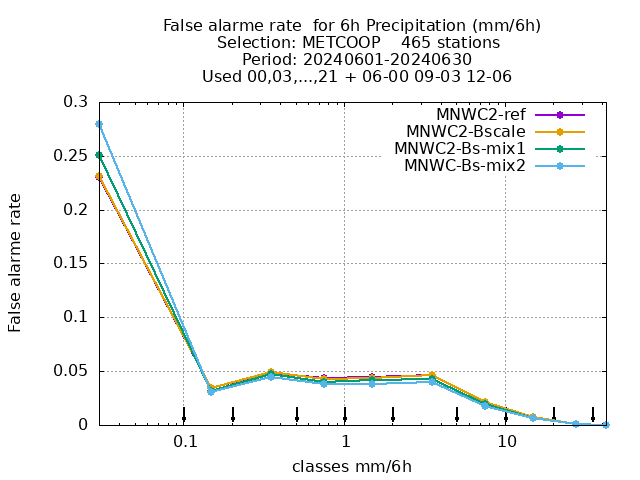 False alarme rate  for 6h Precipitation (mm/6h)
Selection: METCOOP    465 stations
Period: 20240601-20240630
Used 00,03,...,21 + 06-00 09-03 12-06
MNWC2-ref
MNWC2-Bscale
MNWC2-Bs-mix1
MNWC-Bs-mix2
False alarme rate
0.3
0.25
0.2
0.15
0.1
0.05
0
0.1
1
10
classes mm/6h